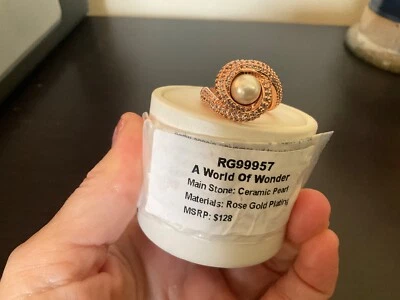 RG99957
A World Of Wonder
Main Stone: Ceramic Pearl
Materials: Rose Gold Plating
MSRP: $128